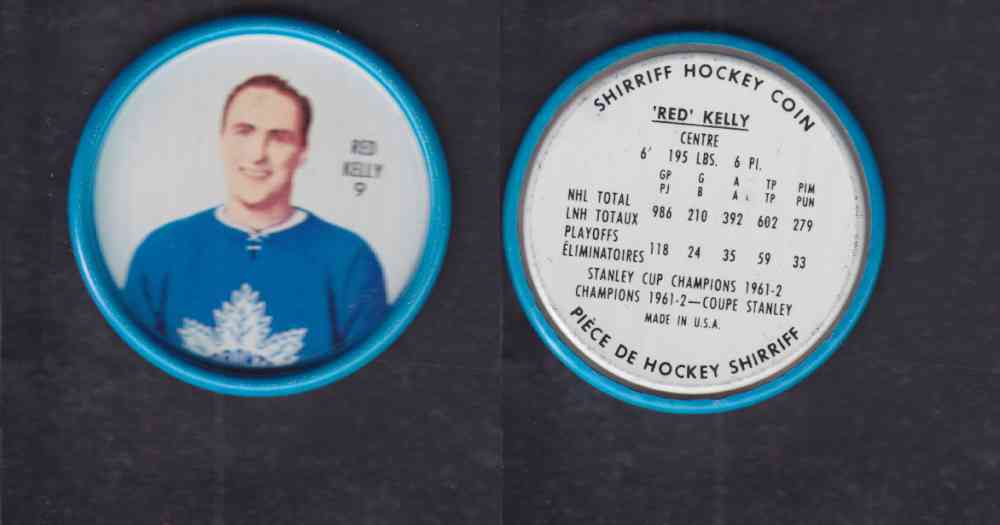 RED
KELLY
9
SHIRRIFF HOCKEY COIN
'RED' KELLY
CENTRE
6' 195 LBS. 6 PI.
GP G A TP PIM
PJ B A TP PUN
NHL TOTAL
LNH TOTAUX 986 210 392 602 279
PLAYOFFS
ÉLIMINATOIRES 118 24 35 59 33
STANLEY CUP CHAMPIONS 1961-2
CHAMPIONS 1961-2—COUPE STANLEY
MADE IN U.S.A.
PIÈCE DE HOCKEY SHIRRIFF